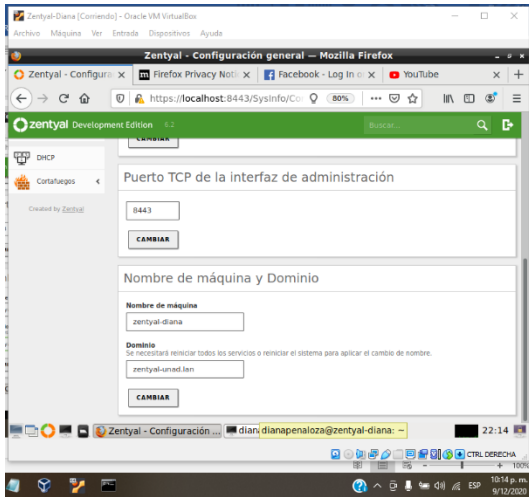 Zentyal-Diana [Corriendo] - Oracle VM VirtualBox
Archivo Máquina Ver Entrada Dispositivos Ayuda
Zentyal - Configuración general — Mozilla Firefox
Zentyal - Configura
Firefox Privacy Noti
Facebook - Log In o
YouTube
https://localhost:8443/SysInfo/Co
80%
zentyal Development Edition 6.2
Buscar...
CAMBIAR
DHCP
Cortafuegos
Created by Zentyal
Puerto TCP de la interfaz de administración
8443
CAMBIAR
Nombre de máquina y Dominio
Nombre de máquina
zentyal-diana
Dominio
Se necesitará reiniciar todos los servicios o reiniciar el sistema para aplicar el cambio de nombre.
zentyal-unad.lan
CAMBIAR
Zentyal - Configuración ...
dian
dianapenaloza@zentyal-diana: ~
22:14
CTRL DERECHA
100%
ESP
10:14 p. m.
9/12/2020